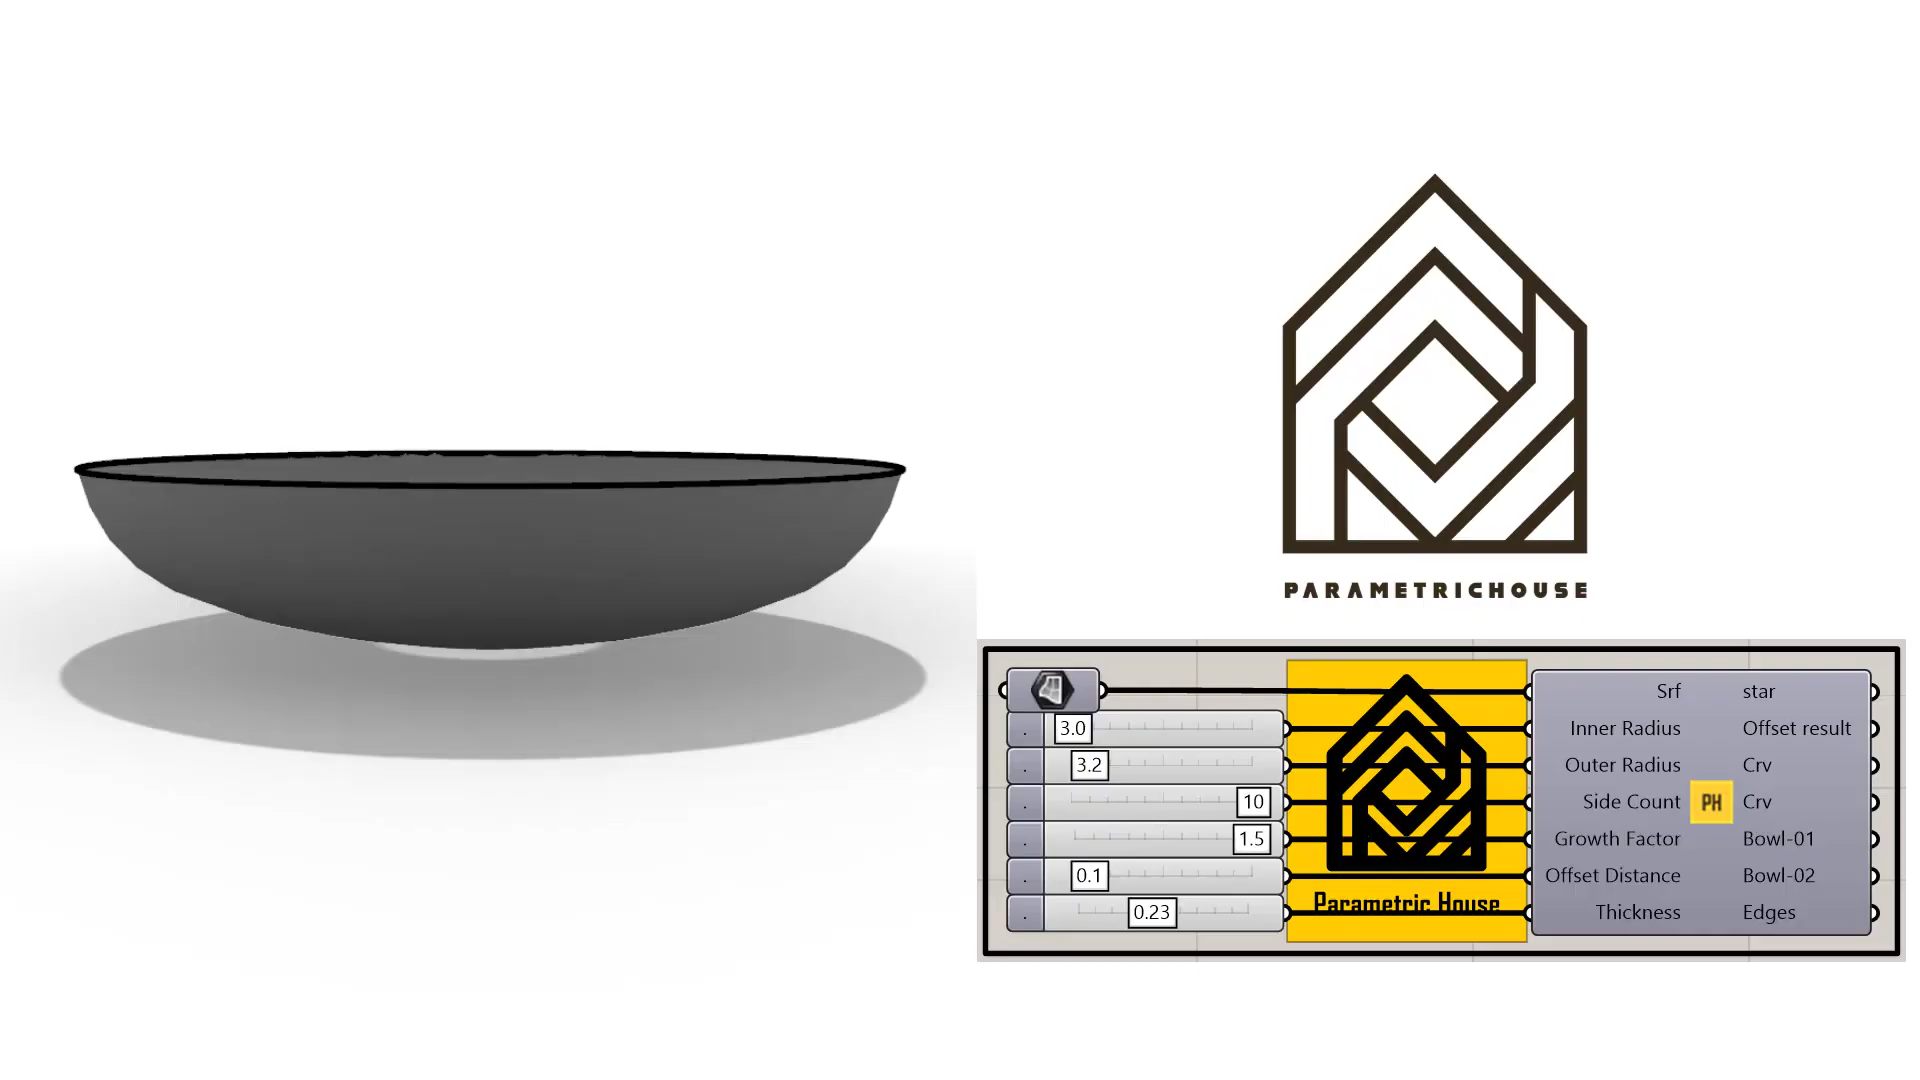 PARAMETRICHOUSE
Srf star
3.0 Inner Radius Offset result
3.2 Outer Radius Crv
10 Side Count PH Crv
1.5 Growth Factor Bowl-01
0.1 Offset Distance Bowl-02
Parametric House
0.23 Thickness Edges